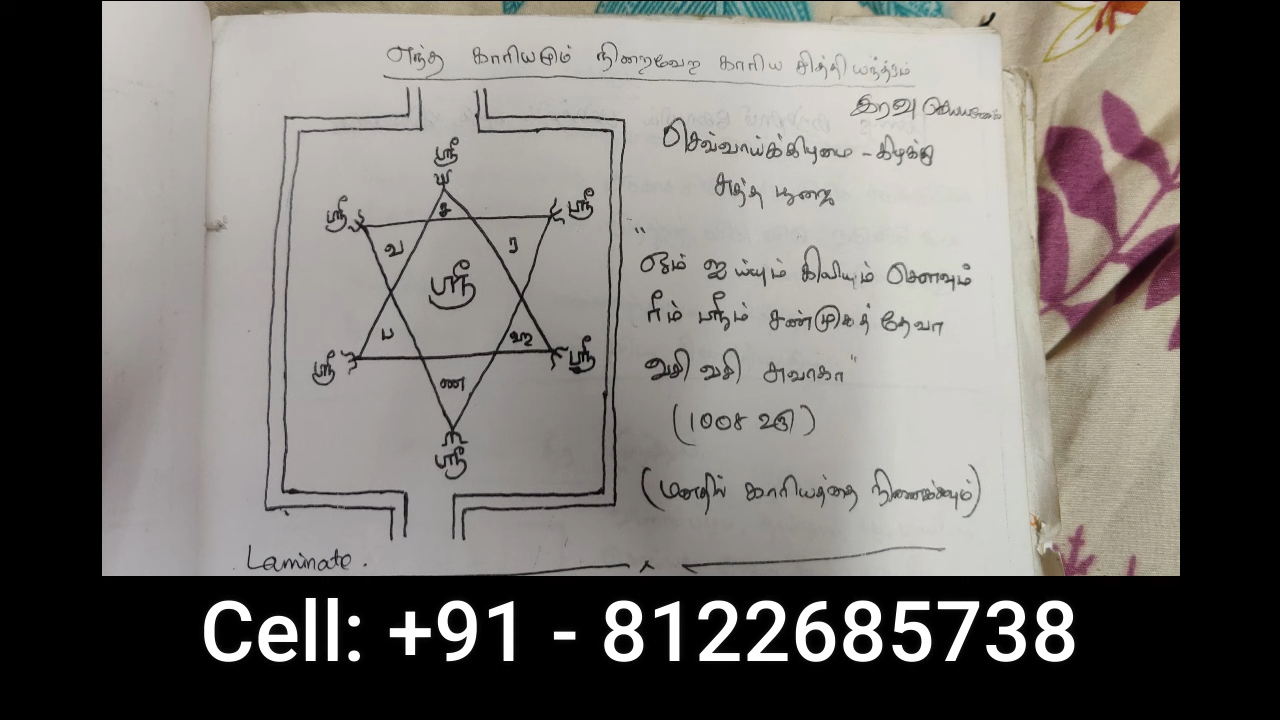 எந்த காரியமும் நிறைவேற காரிய சித்தி யந்த்ரம்
இரவு செய்யவேண்
செவ்வாய்க்கிழமை - கிழக்கு
சுத்த பூஜை
"
ஓம் ஐய்யும் கிலியும் சௌவும்
ரீம் ஸ்ரீம் சண்முகத் தேவா
வசி வசி சுவாகா"
(1008 உரு)
(மனதில் காரியத்தை நினைக்கவும்)
ஸ்ரீ
ச
ஸ்ரீ
ஸ்ரீ
வ
ர
ஸ்ரீ
ப
ஹ
ஸ்ரீ
ஸ்ரீ
ண
ஸ்ரீ
Laminate.
Cell: +91 - 8122685738